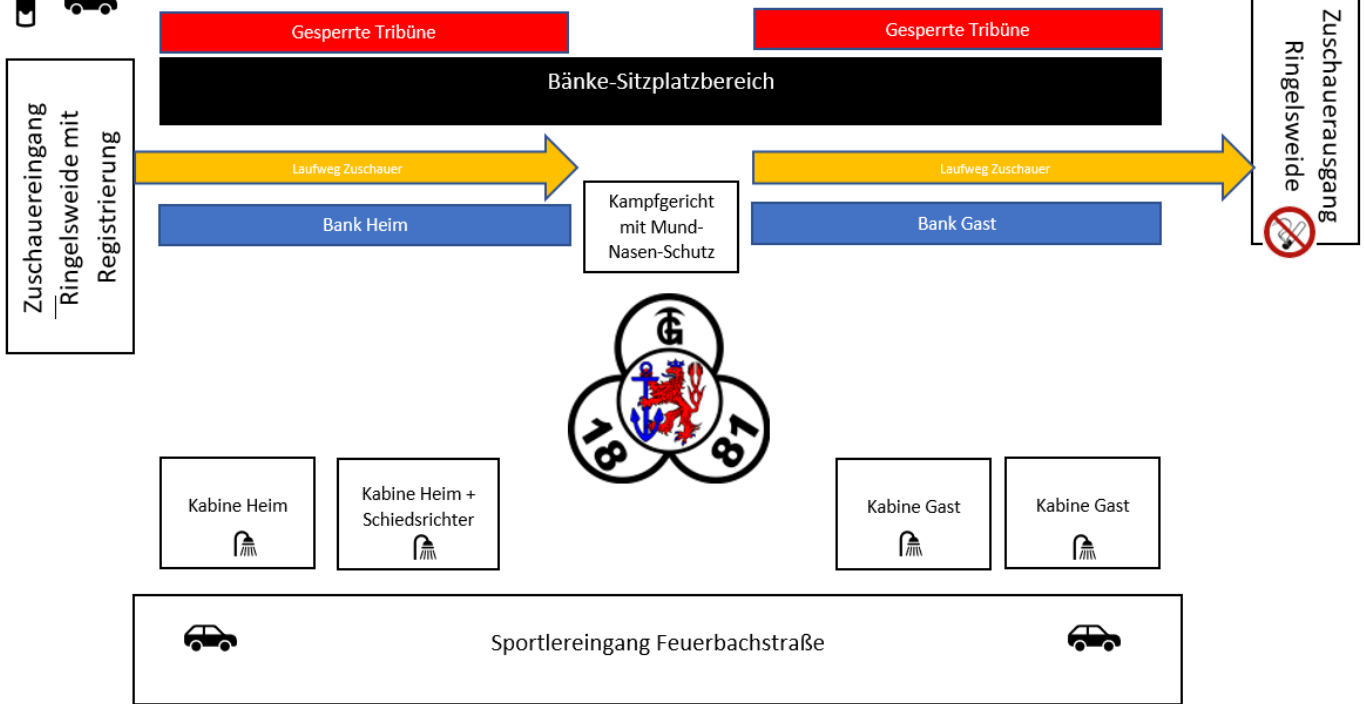 Gesperrte Tribüne
Gesperrte Tribüne
Bänke-Sitzplatzbereich
Zuschauereingang
Ringelsweide mit
Registrierung
Zuschauerausgang
Ringelsweide
Laufweg Zuschauer
Laufweg Zuschauer
Bank Heim
Kampfgericht
mit Mund-
Nasen-Schutz
Bank Gast
TG
18
81
Kabine Heim
Kabine Heim +
Schiedsrichter
Kabine Gast
Kabine Gast
Sportlereingang Feuerbachstraße